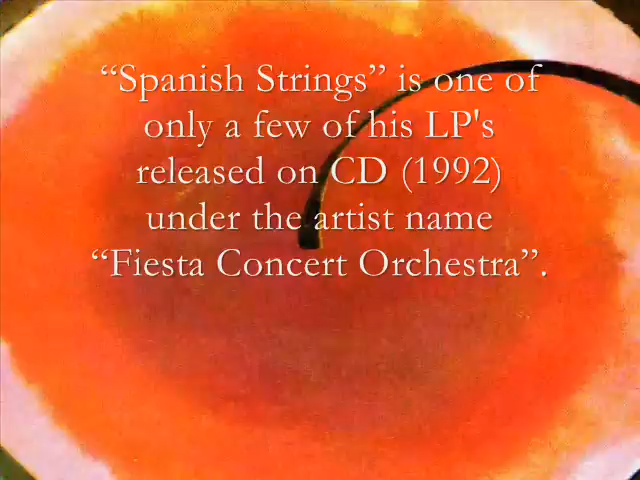 “Spanish Strings” is one of
only a few of his LP's
released on CD (1992)
under the artist name
“Fiesta Concert Orchestra”.